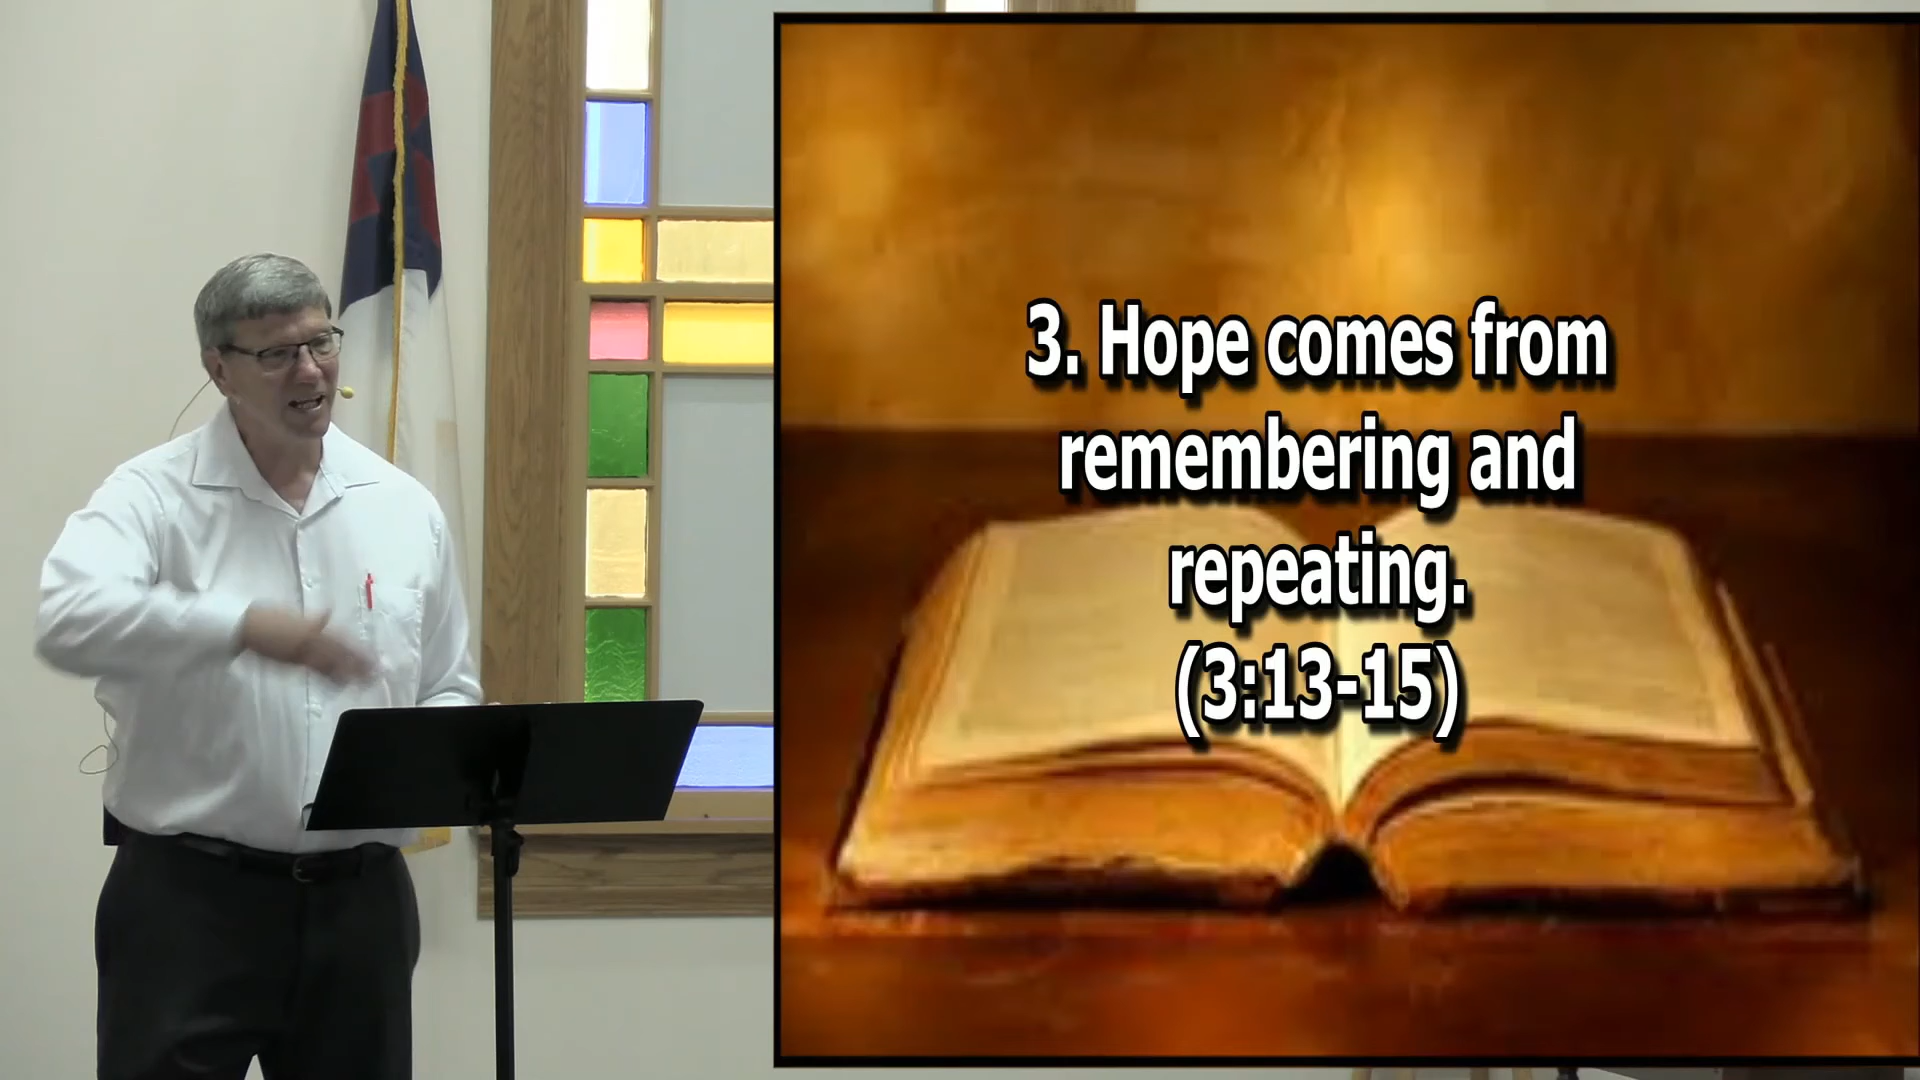 3. Hope comes from
remembering and
repeating.
(3:13-15)